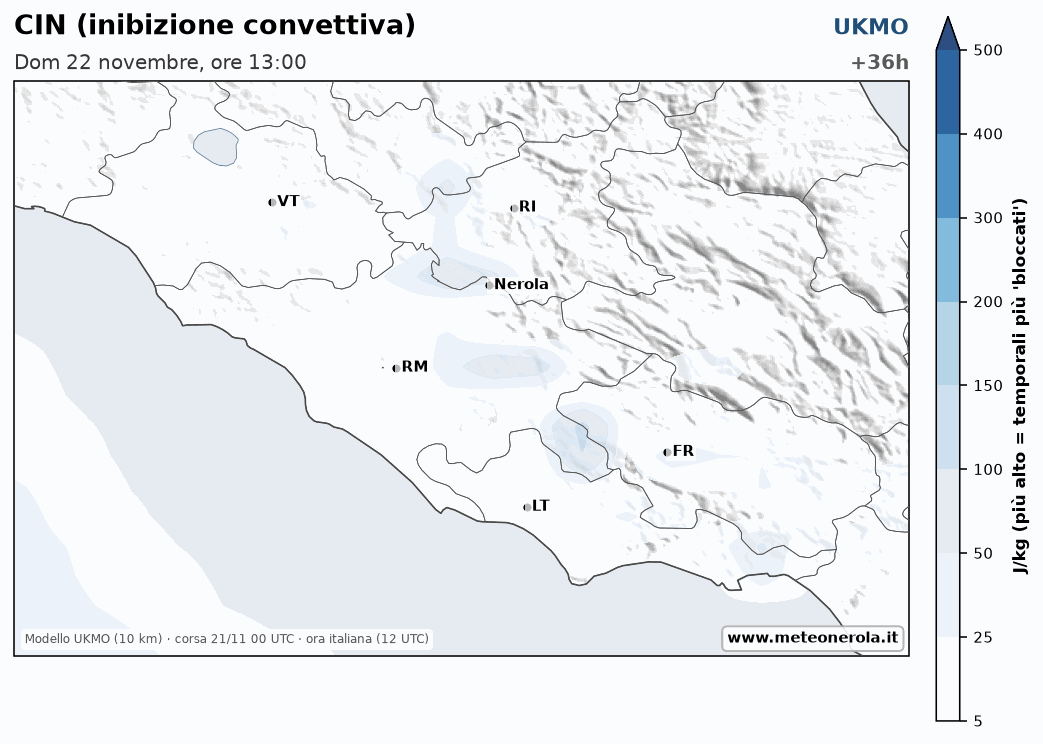 CIN (inibizione convettiva)
UKMO
Dom 22 novembre, ore 13:00
+36h
VT
RI
Nerola
RM
FR
LT
Modello UKMO (10 km) · corsa 21/11 00 UTC · ora italiana (12 UTC)
www.meteonerola.it
500
400
300
200
150
100
50
25
5
J/kg (più alto = temporali più 'bloccati')